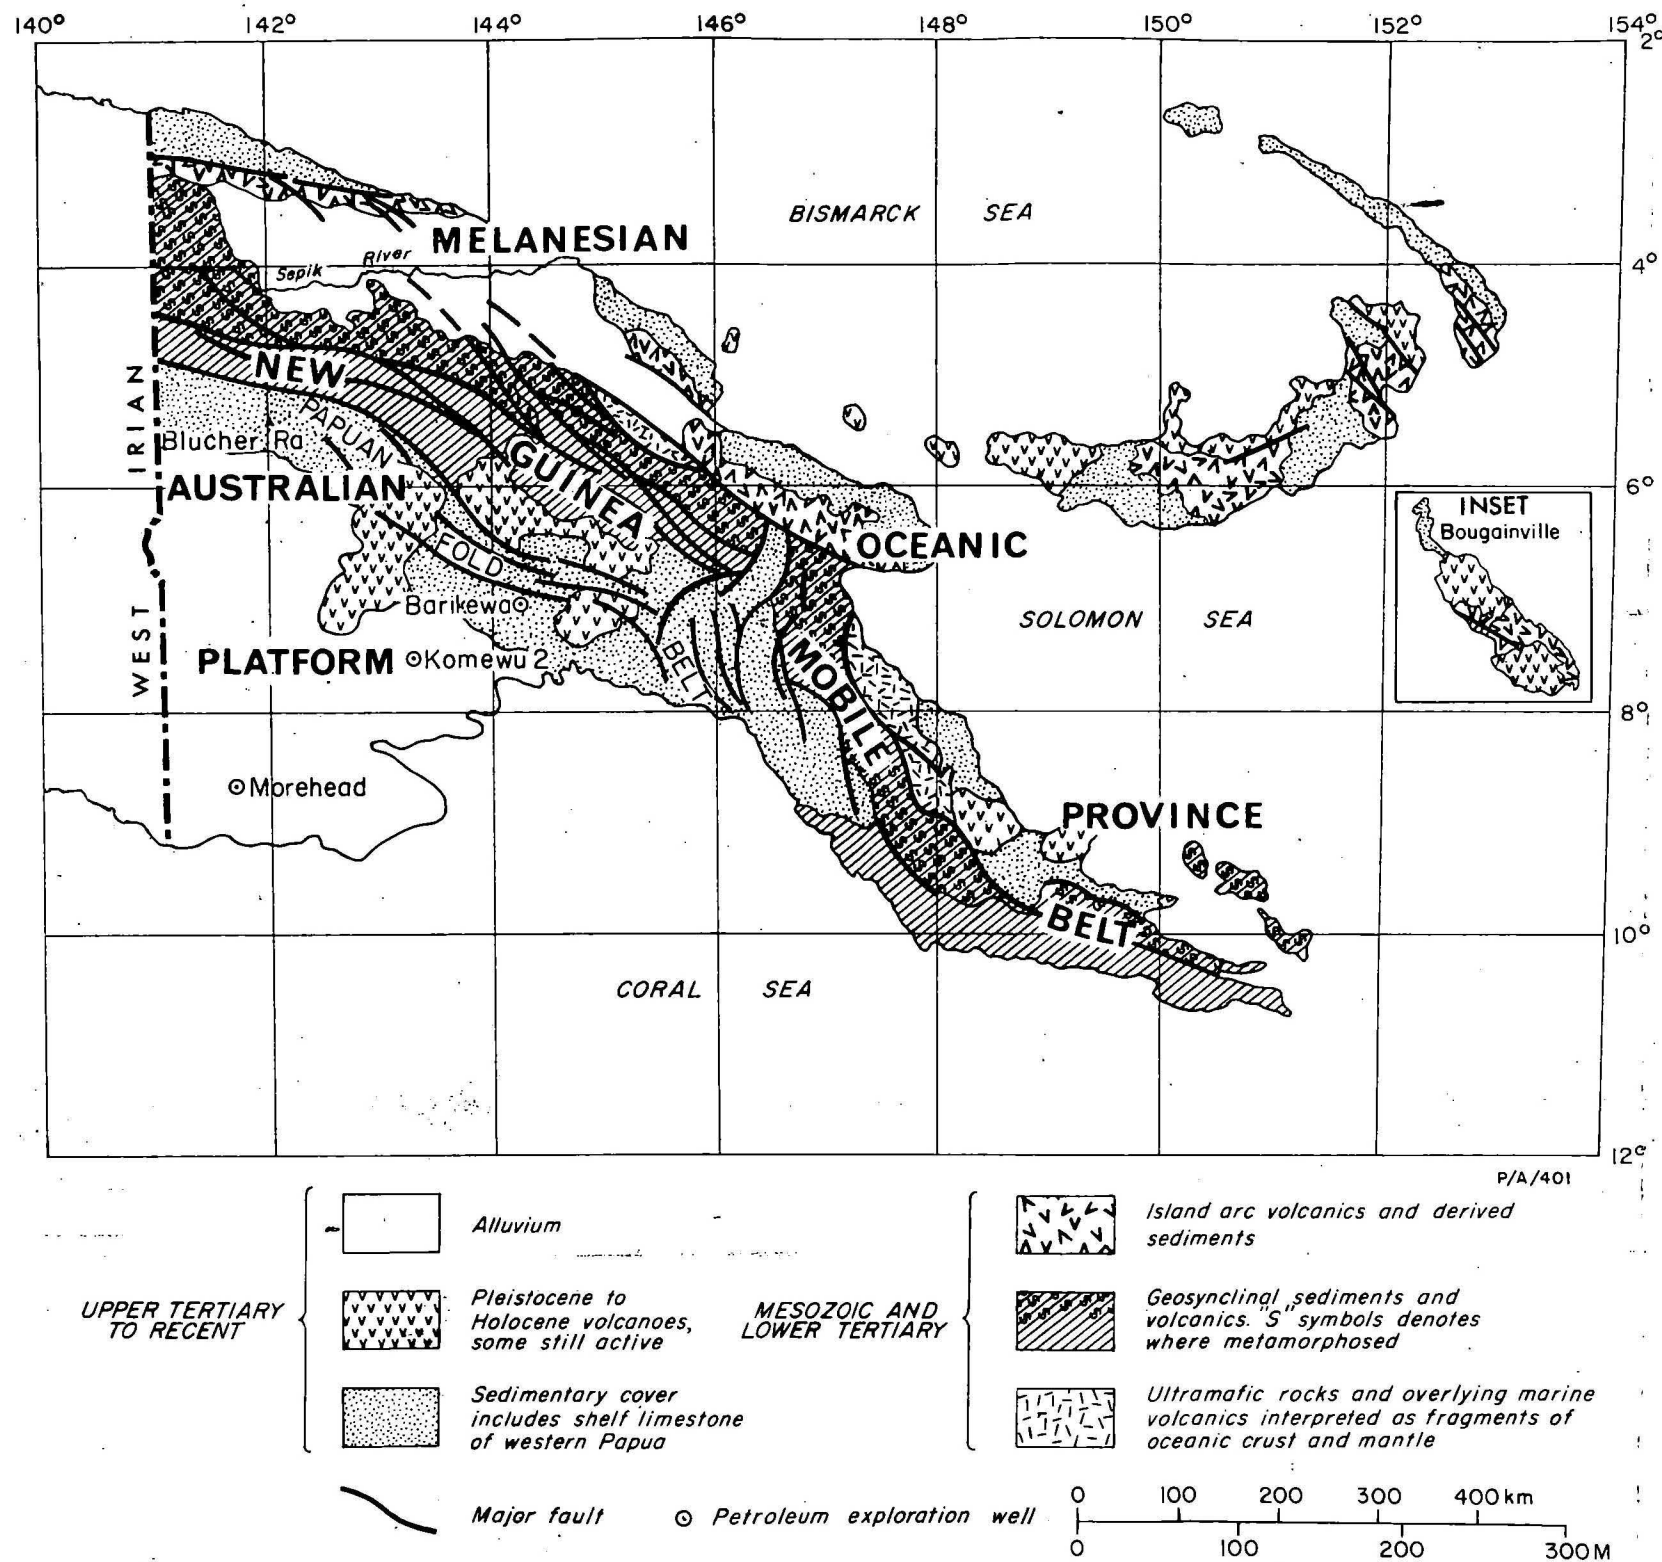 140° 142° 144° 146° 148° 150° 152° 154°
2°
BISMARCK SEA
MELANESIAN
Sepik River
4°
NEW
IRIAN
PAPUAN
Blucher Ra
GUINEA
AUSTRALIAN
6°
INSET
Bougainville
OCEANIC
FOLD
Barikewa
WEST
SOLOMON SEA
PLATFORM
Komewu 2
BELT
MOBILE
8°
Morehead
PROVINCE
BELT
10°
CORAL SEA
12°
P/A/401
UPPER TERTIARY
TO RECENT
Alluvium
Pleistocene to
Holocene volcanoes,
some still active
Sedimentary cover
includes shelf limestone
of western Papua
MESOZOIC AND
LOWER TERTIARY
Island arc volcanics and derived
sediments
Geosynclinal sediments and
volcanics. "S" symbols denotes
where metamorphosed
Ultramafic rocks and overlying marine
volcanics interpreted as fragments of
oceanic crust and mantle
Major fault
Petroleum exploration well
0 100 200 300 400 km
0 100 200 300 M